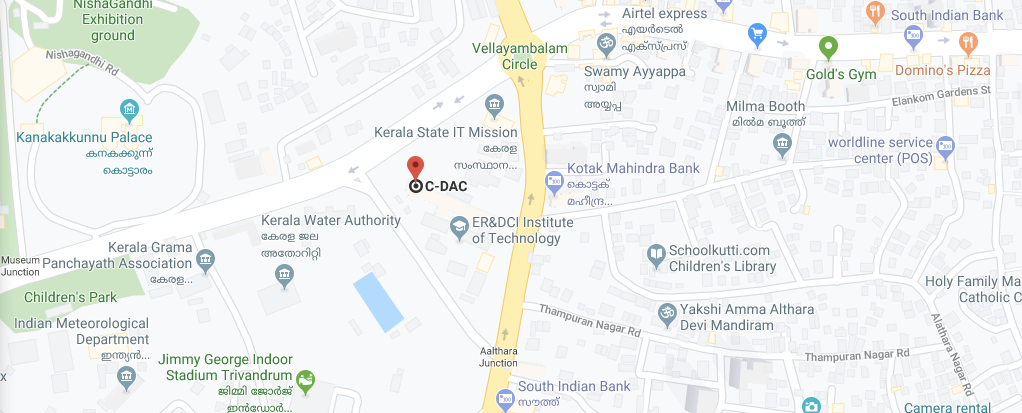 NishaGandhi
Exhibition
ground
Nishagandhi Rd
Kanakakkunnu Palace
കനകക്കുന്ന്
കൊട്ടാരം
Vellayambalam
Circle
Airtel express
എയർടെൽ
എക്സ്പ്രസ്
South Indian Bank
Gold's Gym
Domino's Pizza
Swamy Ayyappa
സ്വാമി
അയ്യപ്പ
Elankom Gardens St
Milma Booth
മിൽമ ബൂത്ത്
Kerala State IT Mission
കേരള
സംസ്ഥാന...
worldline service
center (POS)
Kotak Mahindra Bank
കൊട്ടക്
മഹീന്ദ്ര...
C-DAC
Kerala Water Authority
കേരള ജല
അതോറിറ്റി
ER&DCI Institute
of Technology
Kerala Grama
Panchayath Association
കേരള...
Museum
Junction
Schoolkutti.com
Children's Library
Holy Family Ma
Catholic C
Children's Park
Indian Meteorological
Department
ഇന്ത്യൻ...
Yakshi Amma Althara
Devi Mandiram
Thampuran Nagar Rd
Thampuran Nagar Rd
Alathara Nagar Rd
Aalthara
Junction
Jimmy George Indoor
Stadium Trivandrum
ജിമ്മി ജോർജ്
ഇൻഡോർ...
x
South Indian Bank
സൗത്ത്
Camera rental